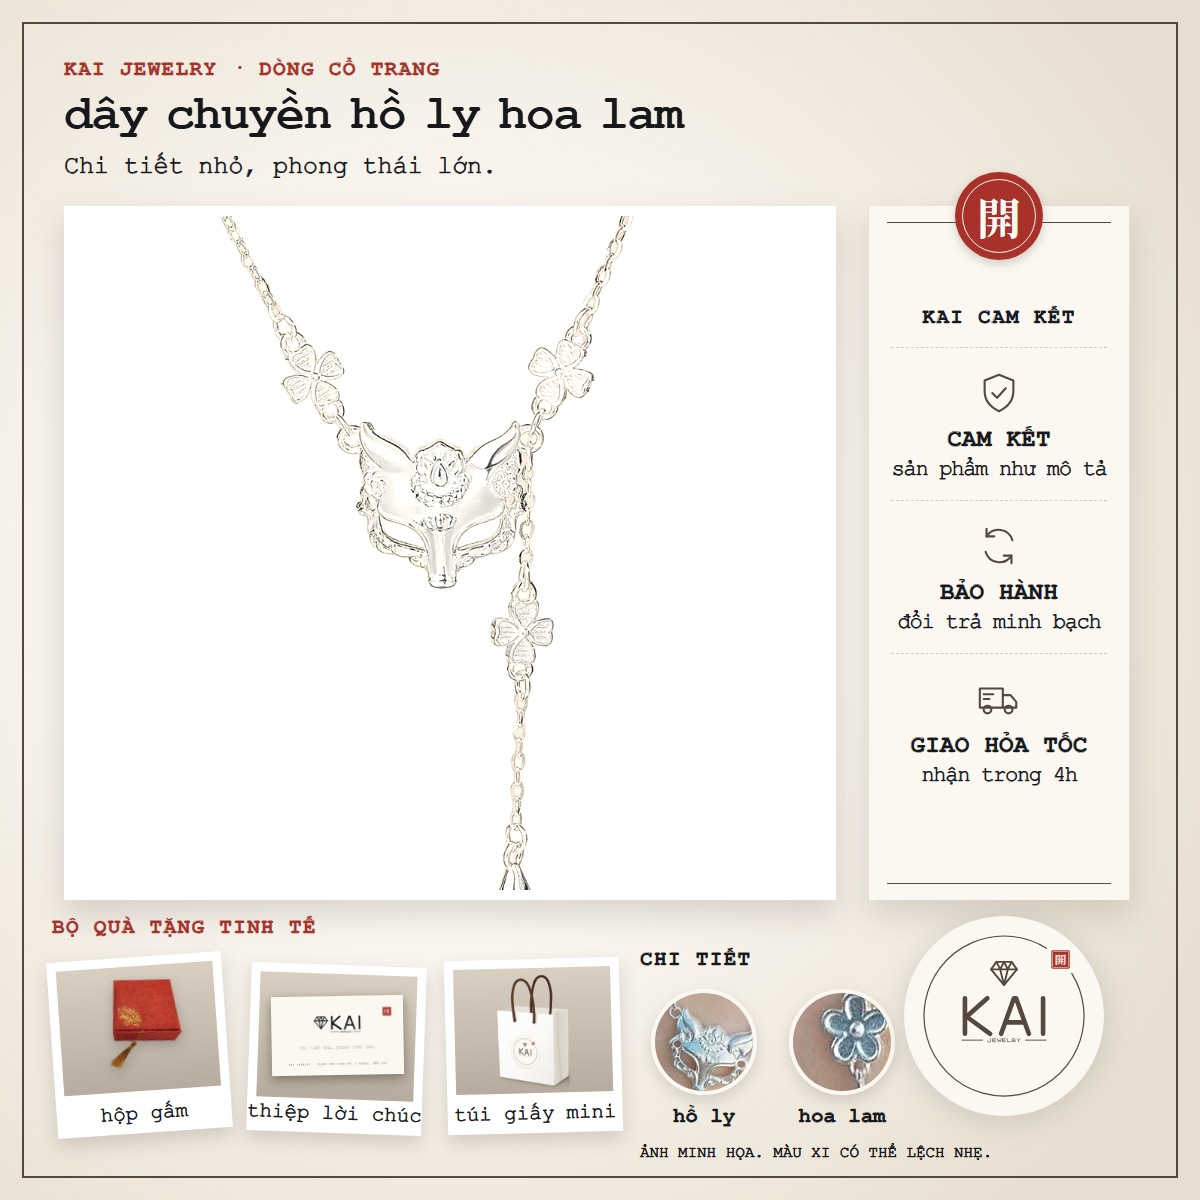 KAI JEWELRY · DÒNG CỔ TRANG
dây chuyền hồ ly hoa lam
Chi tiết nhỏ, phong thái lớn.
開
KAI CAM KẾT
CAM KẾT
sản phẩm như mô tả
BẢO HÀNH
đổi trả minh bạch
GIAO HỎA TỐC
nhận trong 4h
BỘ QUÀ TẶNG TINH TẾ
KAI
開
hộp gấm
thiệp lời chúc
KAI
túi giấy mini
CHI TIẾT
hồ ly
hoa lam
ẢNH MINH HỌA. MÀU XI CÓ THỂ LỆCH NHẸ.
開
KAI
JEWELRY